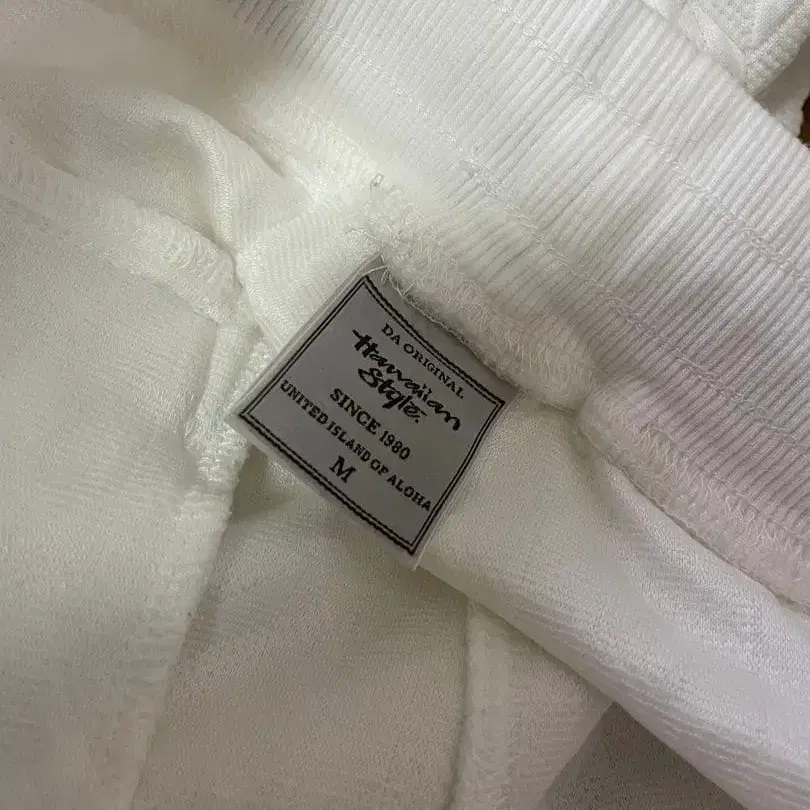 DA ORIGINAL
Hawaiian
Style.
SINCE 1980
UNITED ISLAND OF ALOHA
M